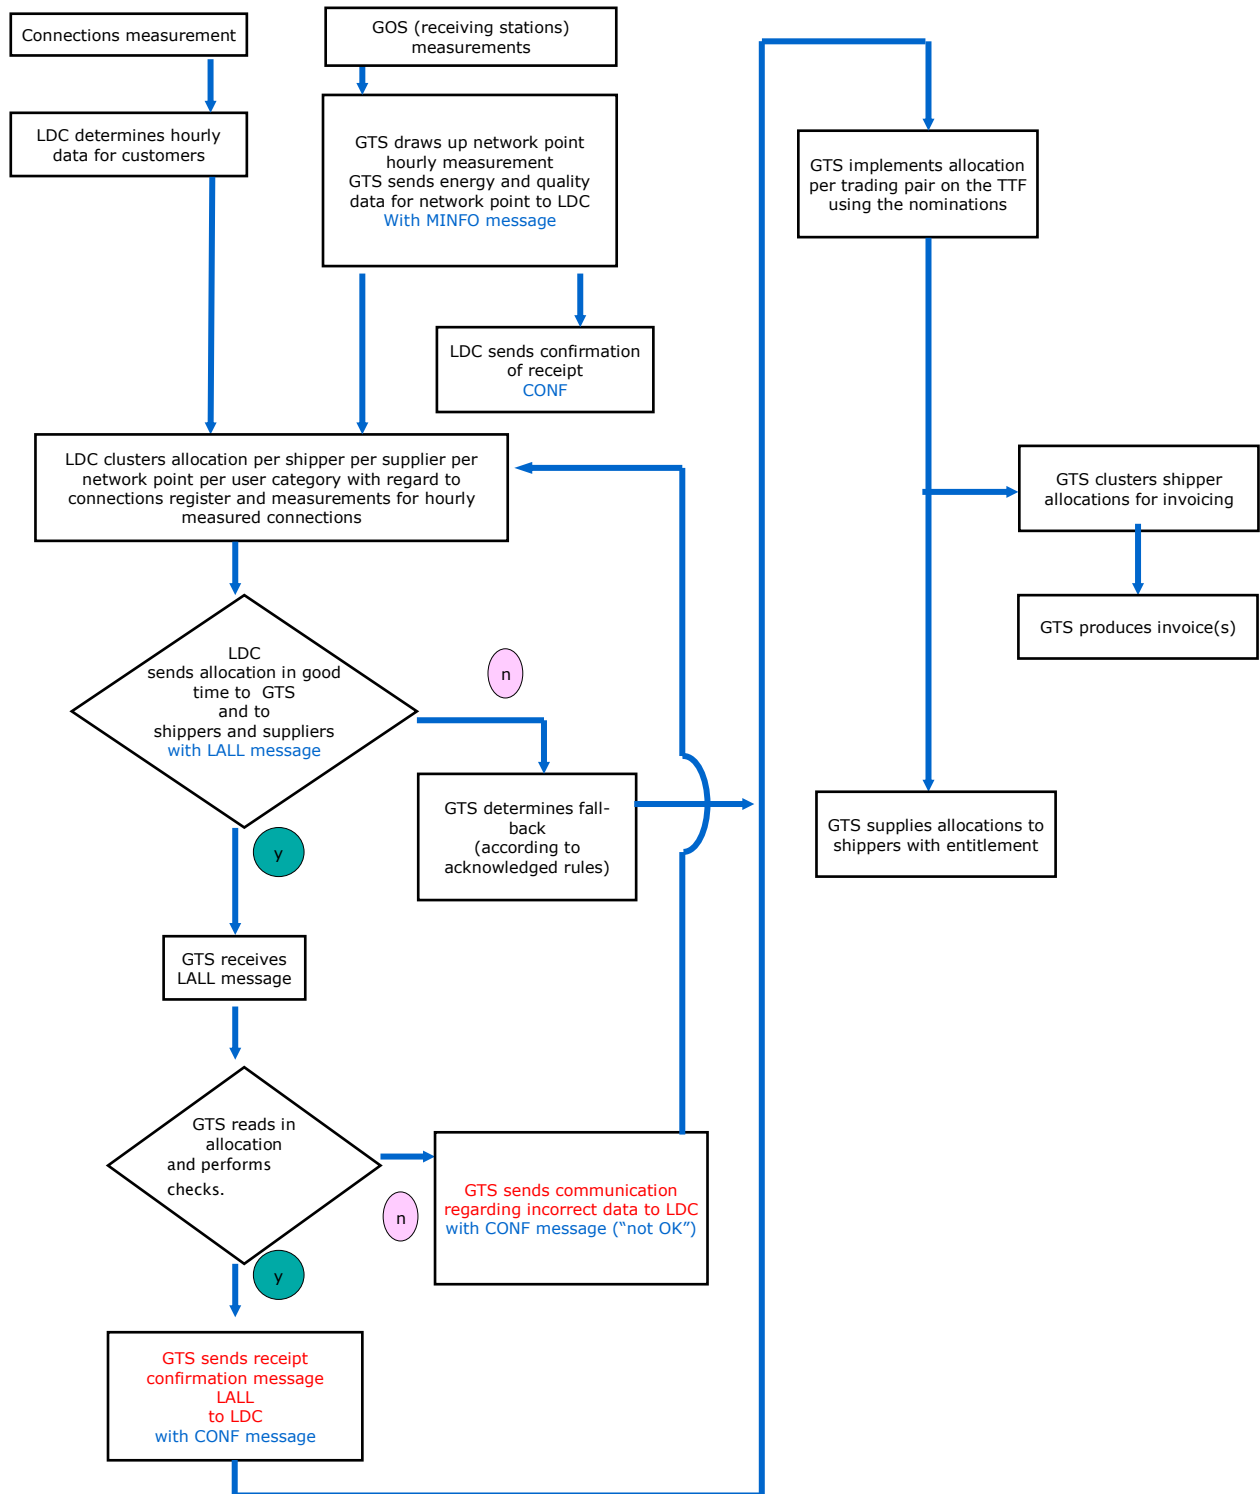 Connections measurement
GOS (receiving stations)
measurements
LDC determines hourly
data for customers
GTS draws up network point
hourly measurement
GTS sends energy and quality
data for network point to LDC
With MINFO message
GTS implements allocation
per trading pair on the TTF
using the nominations
LDC sends confirmation
of receipt
CONF
LDC clusters allocation per shipper per supplier per
network point per user category with regard to
connections register and measurements for hourly
measured connections
GTS clusters shipper
allocations for invoicing
GTS produces invoice(s)
LDC
sends allocation in good
time to GTS
and to
shippers and suppliers
with LALL message
n
GTS determines fall-
back
(according to
acknowledged rules)
GTS supplies allocations to
shippers with entitlement
y
GTS receives
LALL message
GTS reads in
allocation
and performs
checks.
n
GTS sends communication
regarding incorrect data to LDC
with CONF message (“not OK”)
y
GTS sends receipt
confirmation message
LALL
to LDC
with CONF message